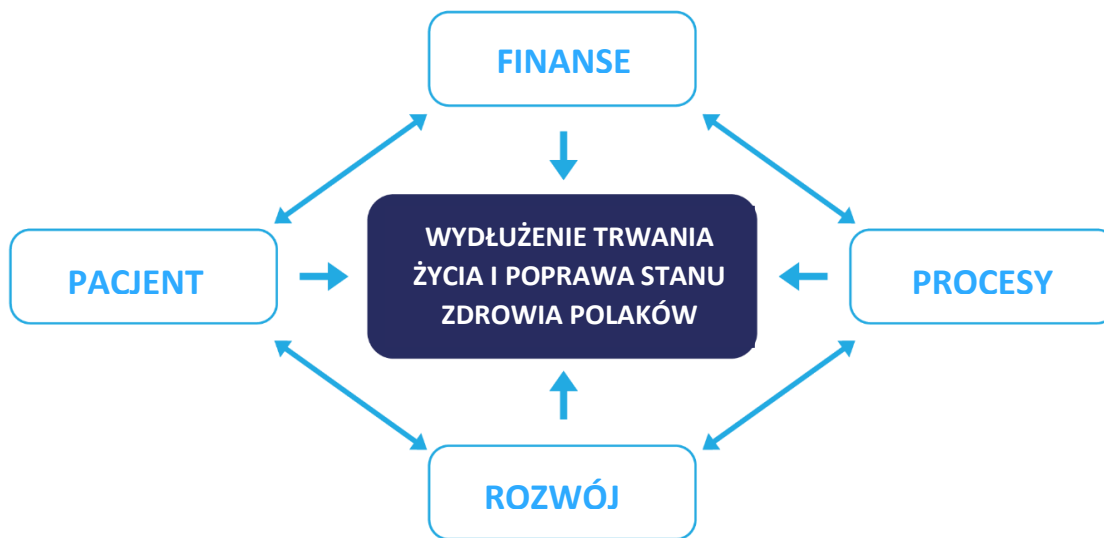 FINANSE
WYDŁUŻENIE TRWANIA
ŻYCIA I POPRAWA STANU
ZDROWIA POLAKÓW
PACJENT
PROCESY
ROZWÓJ